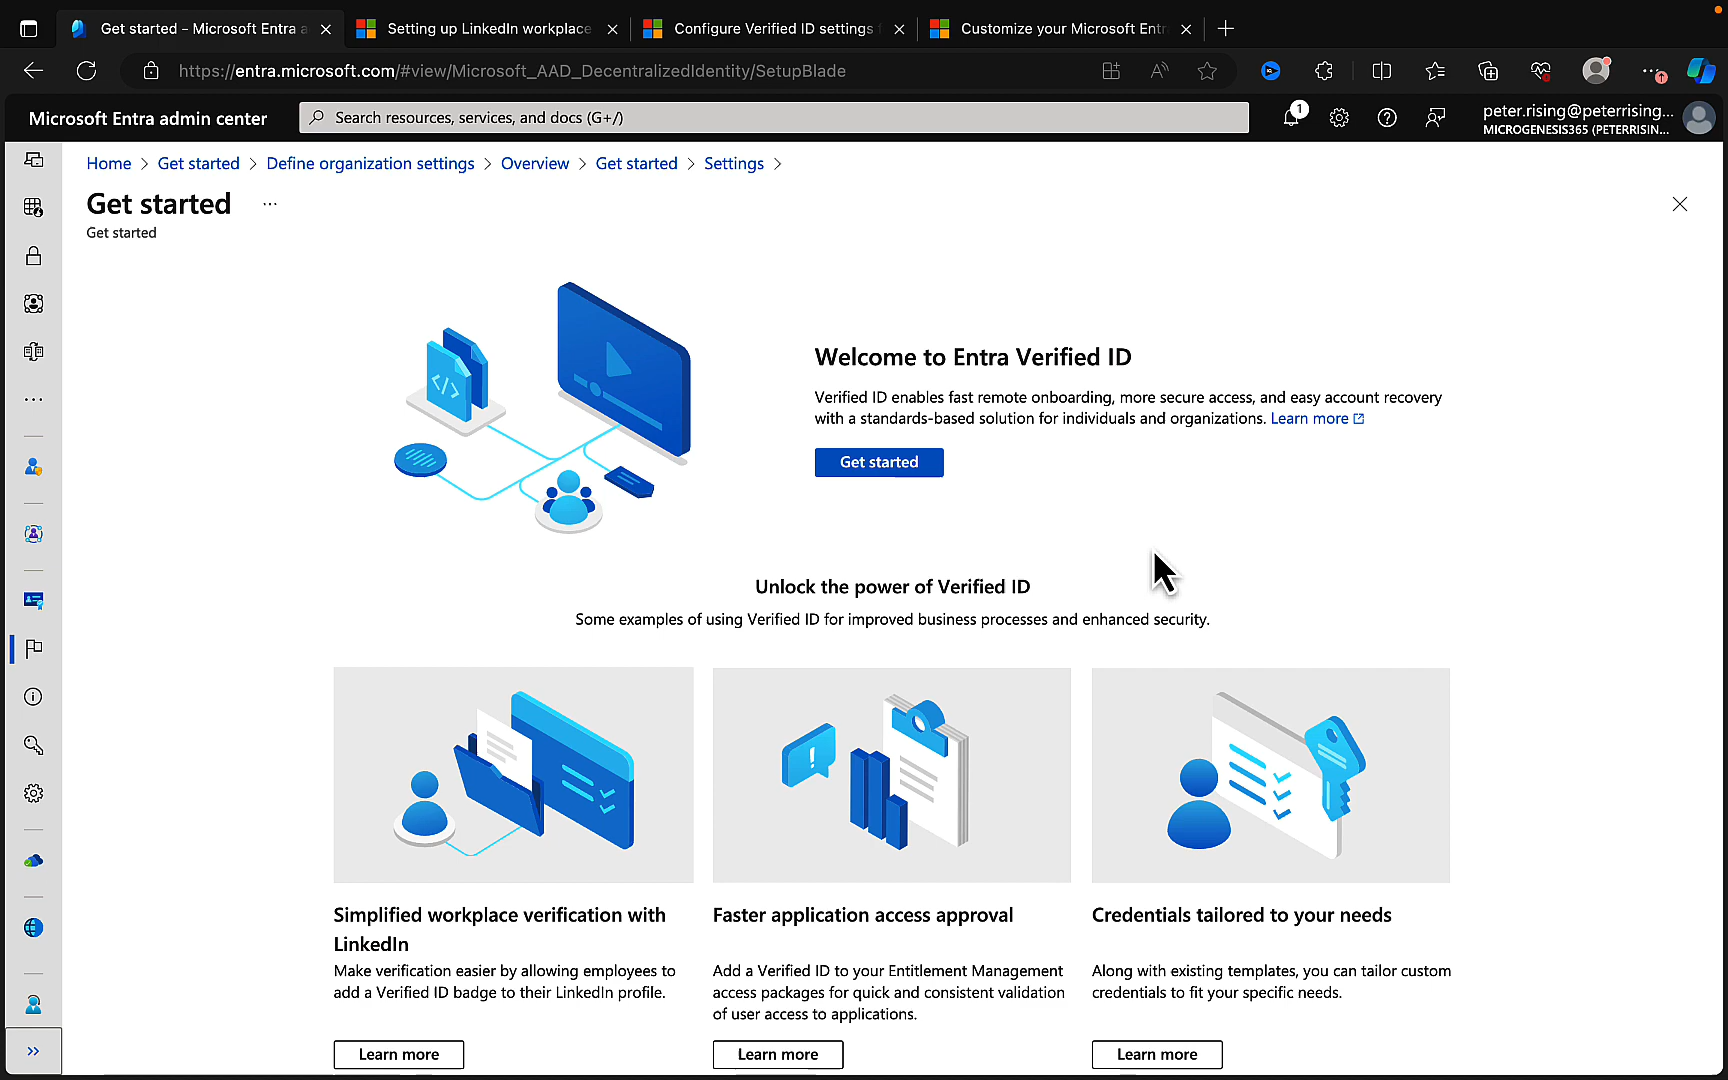 Get started - Microsoft Entra a
Setting up LinkedIn workplace
Configure Verified ID settings f
Customize your Microsoft Entr
https://entra.microsoft.com/#view/Microsoft_AAD_DecentralizedIdentity/SetupBlade
Microsoft Entra admin center
Search resources, services, and docs (G+/)
1
peter.rising@peterrising...
MICROGENESIS365 (PETERRISIN...
Home > Get started > Define organization settings > Overview > Get started > Settings >
Get started ...
Get started
Welcome to Entra Verified ID
Verified ID enables fast remote onboarding, more secure access, and easy account recovery
with a standards-based solution for individuals and organizations. Learn more
Get started
Unlock the power of Verified ID
Some examples of using Verified ID for improved business processes and enhanced security.
Simplified workplace verification with
LinkedIn
Make verification easier by allowing employees to
add a Verified ID badge to their LinkedIn profile.
Learn more
Faster application access approval
Add a Verified ID to your Entitlement Management
access packages for quick and consistent validation
of user access to applications.
Learn more
Credentials tailored to your needs
Along with existing templates, you can tailor custom
credentials to fit your specific needs.
Learn more